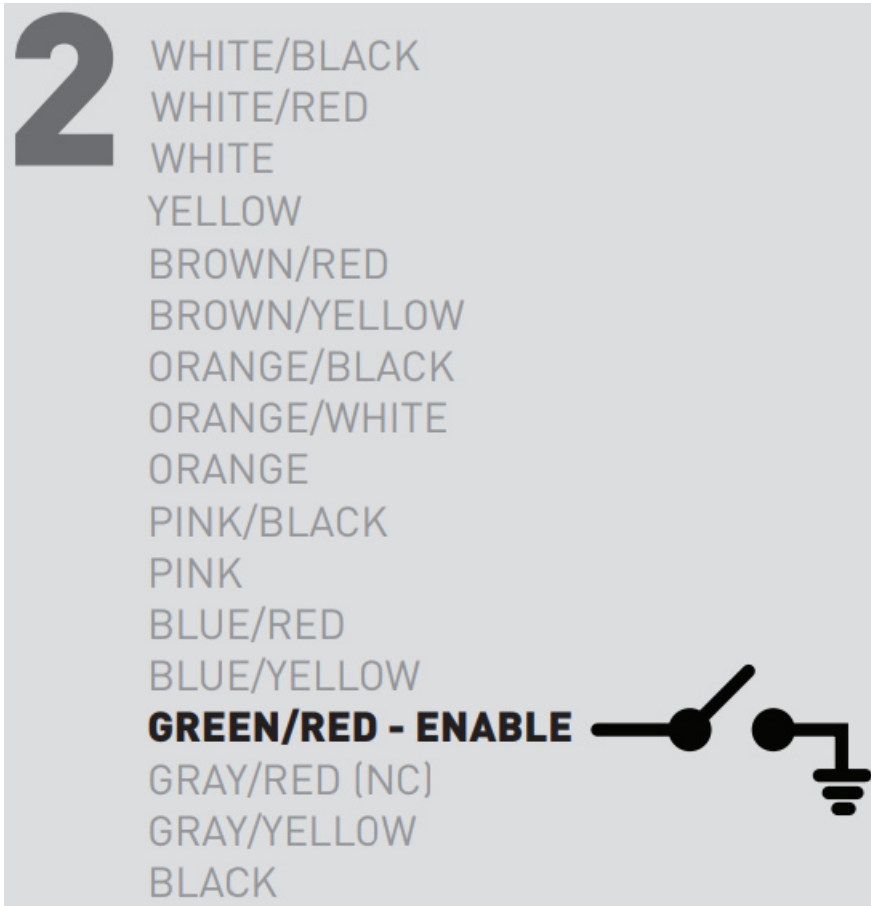 2
WHITE/BLACK
WHITE/RED
WHITE
YELLOW
BROWN/RED
BROWN/YELLOW
ORANGE/BLACK
ORANGE/WHITE
ORANGE
PINK/BLACK
PINK
BLUE/RED
BLUE/YELLOW
GREEN/RED - ENABLE
GRAY/RED (NC)
GRAY/YELLOW
BLACK